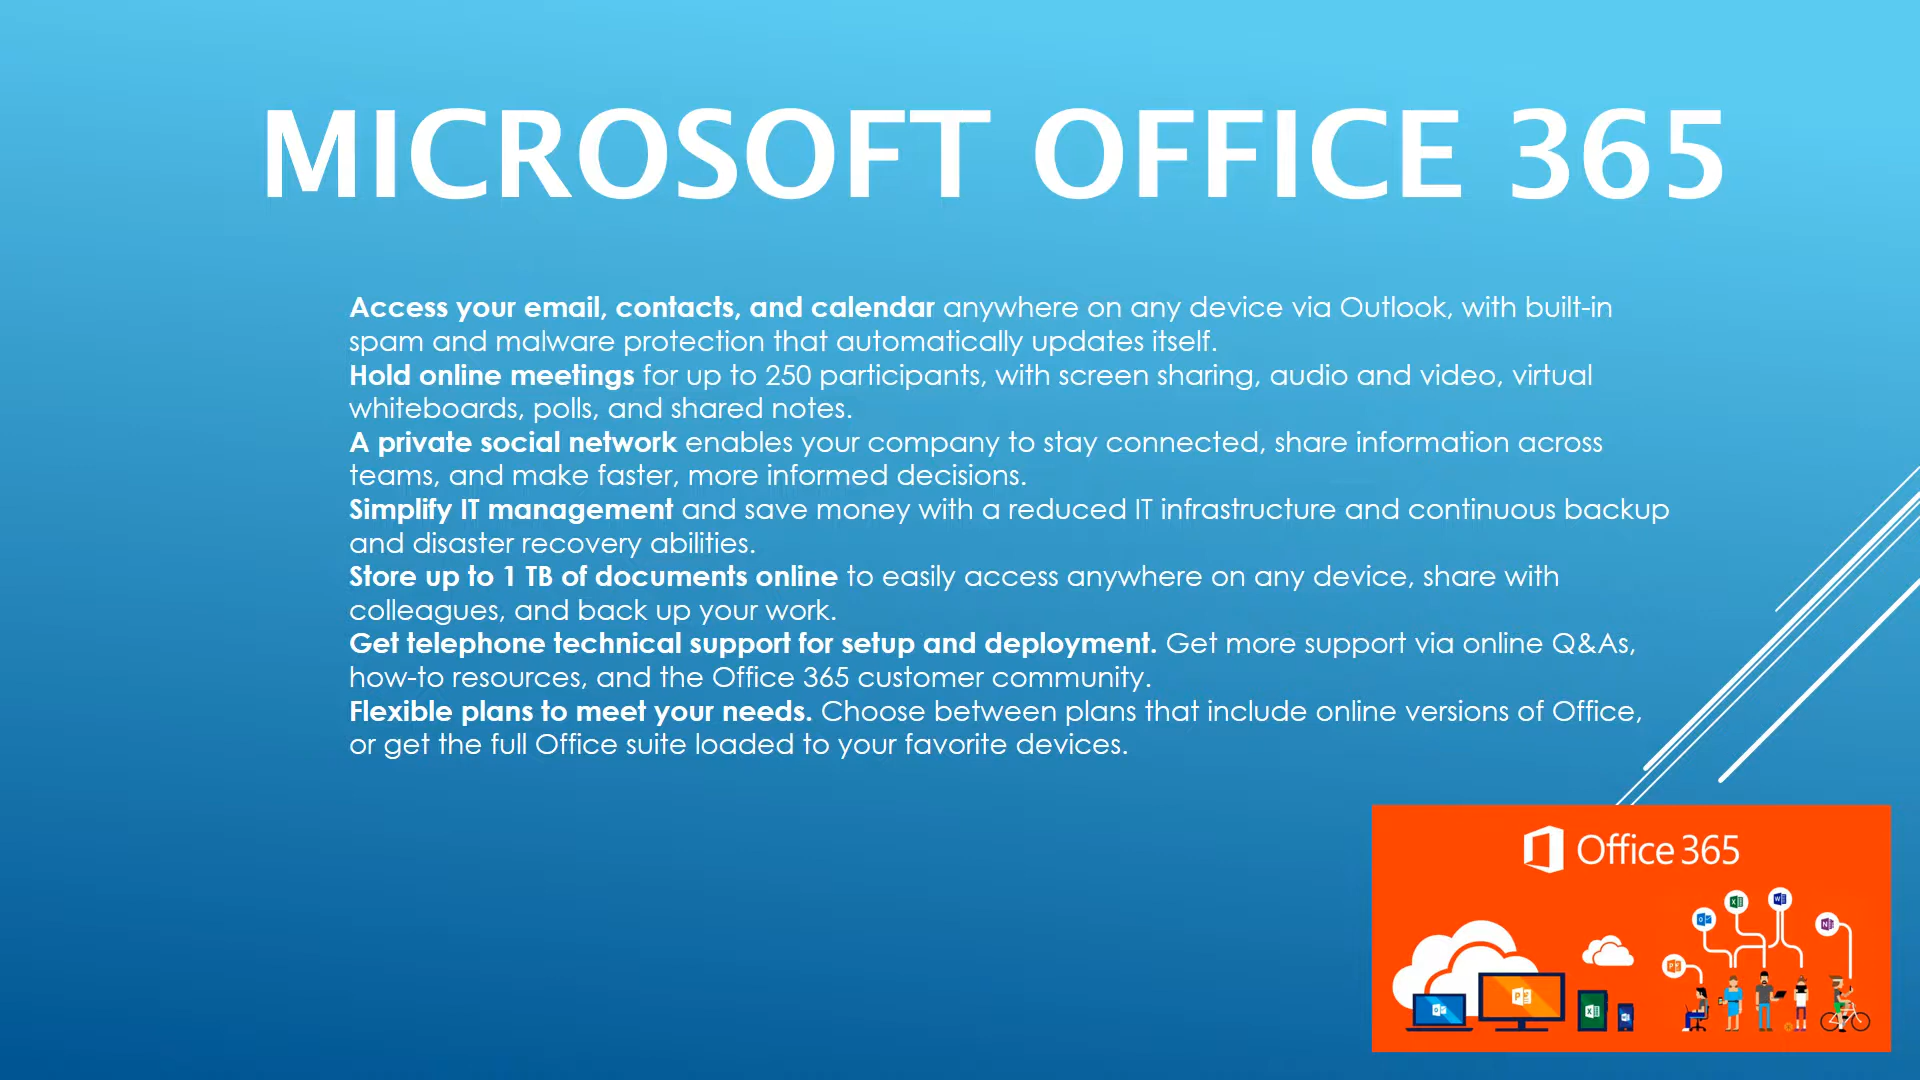 MICROSOFT OFFICE 365
Access your email, contacts, and calendar anywhere on any device via Outlook, with built-in
spam and malware protection that automatically updates itself.
Hold online meetings for up to 250 participants, with screen sharing, audio and video, virtual
whiteboards, polls, and shared notes.
A private social network enables your company to stay connected, share information across
teams, and make faster, more informed decisions.
Simplify IT management and save money with a reduced IT infrastructure and continuous backup
and disaster recovery abilities.
Store up to 1 TB of documents online to easily access anywhere on any device, share with
colleagues, and back up your work.
Get telephone technical support for setup and deployment. Get more support via online Q&As,
how-to resources, and the Office 365 customer community.
Flexible plans to meet your needs. Choose between plans that include online versions of Office,
or get the full Office suite loaded to your favorite devices.
Office 365